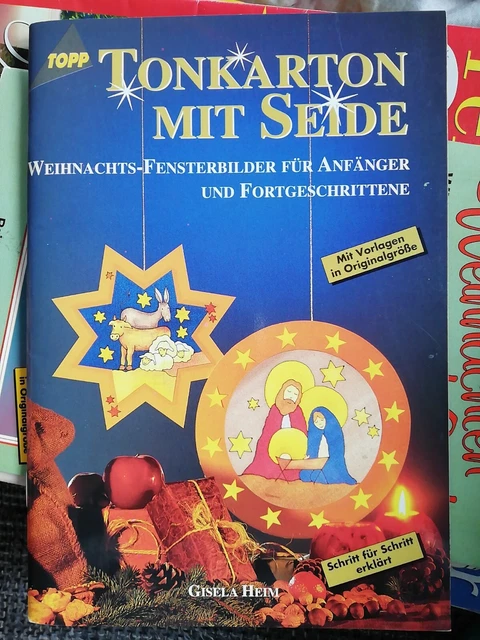 TOPP
TONKARTON
MIT SEIDE
WEIHNACHTS-FENSTERBILDER FÜR ANFÄNGER
UND FORTGESCHRITTENE
Mit Vorlagen
in Originalgröße
Schritt für Schritt
erklärt
GISELA HEIM
in Originalgröße